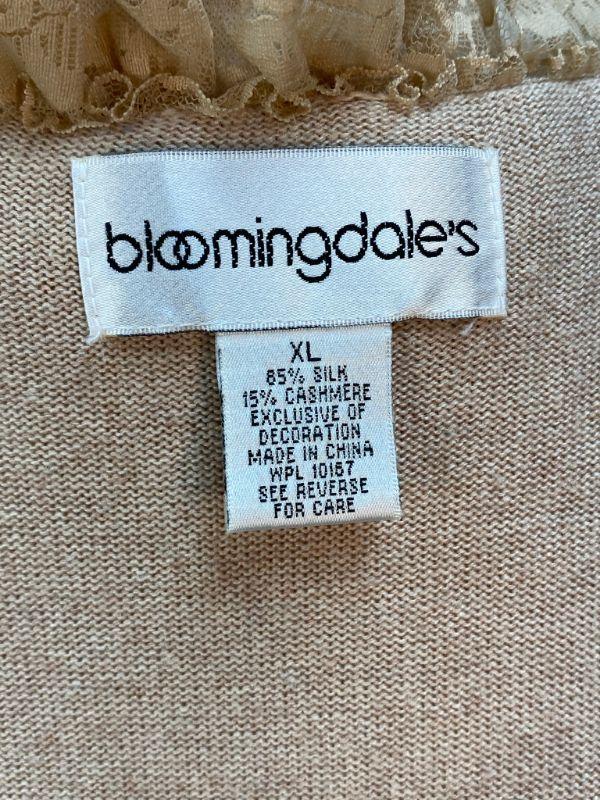 bloomingdale's
XL
85% SILK
15% CASHMERE
EXCLUSIVE OF
DECORATION
MADE IN CHINA
WPL 10167
SEE REVERSE
FOR CARE